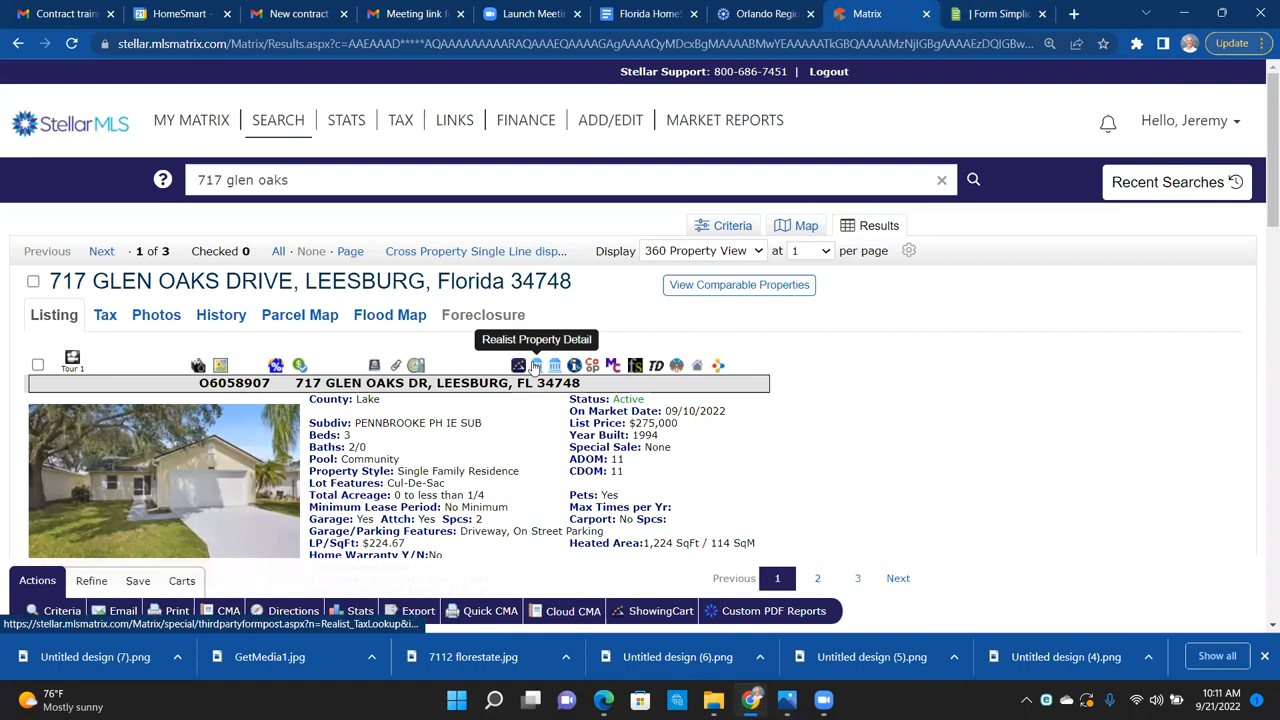 Contract train
HomeSmart -
New contract
Meeting link f
Launch Meeti
Florida HomeS
Orlando Regio
Matrix
| Form Simplic
stellar.mlsmatrix.com/Matrix/Results.aspx?c=AAEAAAD*****AQAAAAAAAAARAQAAAEQAAAAGAgAAAAQyMDcxBgMAAAABMwYEAAAAATkGBQAAAAMzNjlGBgAAAAEzDQIGBw...
Update
Stellar Support: 800-686-7451 | Logout
StellarMLS
MY MATRIX
SEARCH
STATS
TAX
LINKS
FINANCE
ADD/EDIT
MARKET REPORTS
Hello, Jeremy
717 glen oaks
Recent Searches
Criteria
Map
Results
Previous Next · 1 of 3 Checked 0 All · None · Page Cross Property Single Line disp... Display 360 Property View at 1 per page
717 GLEN OAKS DRIVE, LEESBURG, Florida 34748
View Comparable Properties
Listing Tax Photos History Parcel Map Flood Map Foreclosure
Realist Property Detail
Tour 1
O6058907 717 GLEN OAKS DR, LEESBURG, FL 34748
County: Lake Status: Active
On Market Date: 09/10/2022
Subdiv: PENNBROOKE PH IE SUB List Price: $275,000
Beds: 3 Year Built: 1994
Baths: 2/0 Special Sale: None
Pool: Community ADOM: 11
Property Style: Single Family Residence CDOM: 11
Lot Features: Cul-De-Sac
Total Acreage: 0 to less than 1/4 Pets: Yes
Minimum Lease Period: No Minimum Max Times per Yr:
Garage: Yes Attch: Yes Spcs: 2 Carport: No Spcs:
Garage/Parking Features: Driveway, On Street Parking
LP/SqFt: $224.67 Heated Area:1,224 SqFt / 114 SqM
Home Warranty Y/N:No
Actions Refine Save Carts
Previous 1 2 3 Next
Criteria Email Print CMA Directions Stats Export Quick CMA Cloud CMA ShowingCart Custom PDF Reports
https://stellar.mlsmatrix.com/Matrix/special/thirdpartyformpost.aspx?n=Realist_TaxLookup&i...
Untitled design (7).png
GetMedia1.jpg
7112 florestate.jpg
Untitled design (6).png
Untitled design (5).png
Untitled design (4).png
Show all
76°F
Mostly sunny
10:11 AM
9/21/2022